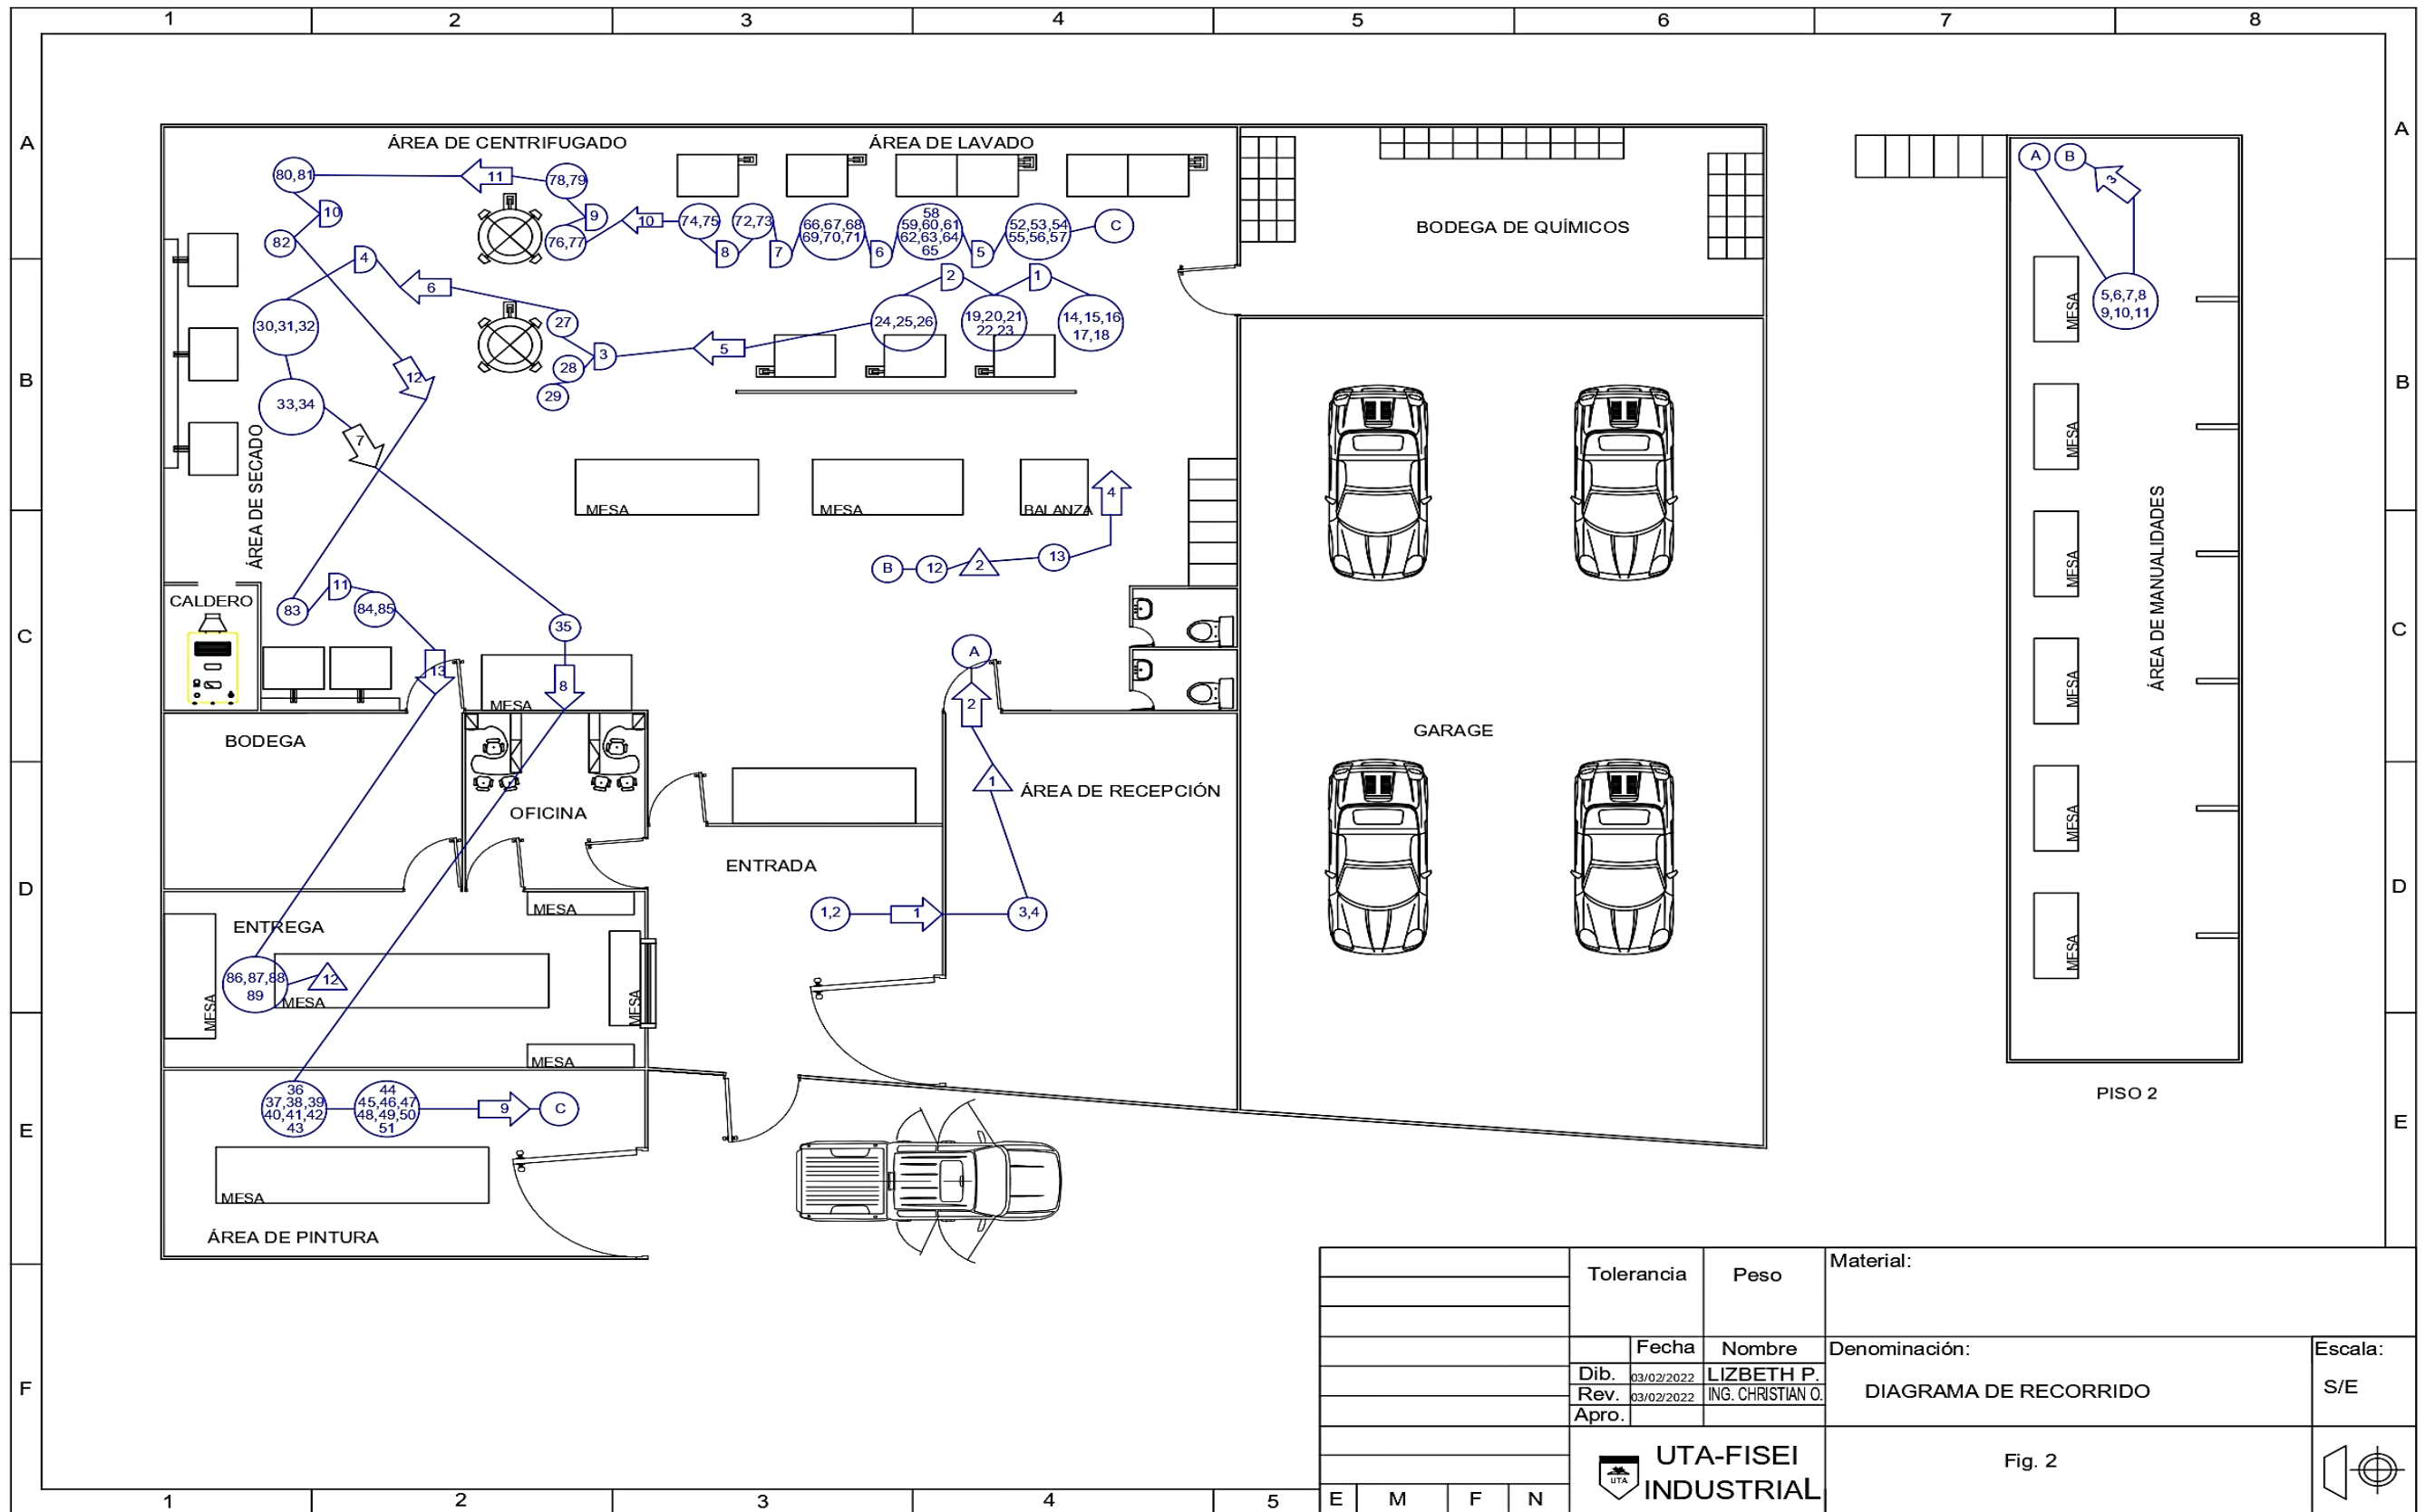 1 2 3 4 5 6 7 8
A A
ÁREA DE CENTRIFUGADO
ÁREA DE LAVADO
80,81
11
78,79
10
9
10
74,75
72,73
66,67,68
69,70,71
58
59,60,61
62,63,64
65
52,53,54
55,56,57
C
82
76,77
8
7
6
5
BODEGA DE QUÍMICOS
A
B
3
4
6
2
1
30,31,32
27
24,25,26
19,20,21
22,23
14,15,16
17,18
5,6,7,8
9,10,11
MESA
3
5
28
29
12
B B
33,34
7
MESA
ÁREA DE SECADO
MESA
MESA
BALANZA
4
ÁREA DE MANUALIDADES
B
12
2
13
MESA
CALDERO
11
83
84,85
35
C C
A
13
8
2
MESA
MESA
BODEGA
GARAGE
1
ÁREA DE RECEPCIÓN
OFICINA
MESA
ENTRADA
D D
MESA
1,2
1
3,4
ENTREGA
MESA
86,87,88
89
12
MESA
MESA
MESA
MESA
36
37,38,39
40,41,42
43
44
45,46,47
48,49,50
51
9
C
PISO 2
E E
MESA
ÁREA DE PINTURA
Tolerancia
Peso
Material:
Fecha
Nombre
Denominación:
Escala:
Dib.
03/02/2022
LIZBETH P.
Rev.
03/02/2022
ING. CHRISTIAN O.
DIAGRAMA DE RECORRIDO
S/E
Apro.
F
UTA
UTA-FISEI
INDUSTRIAL
Fig. 2
1 2 3 4 5
E M F N